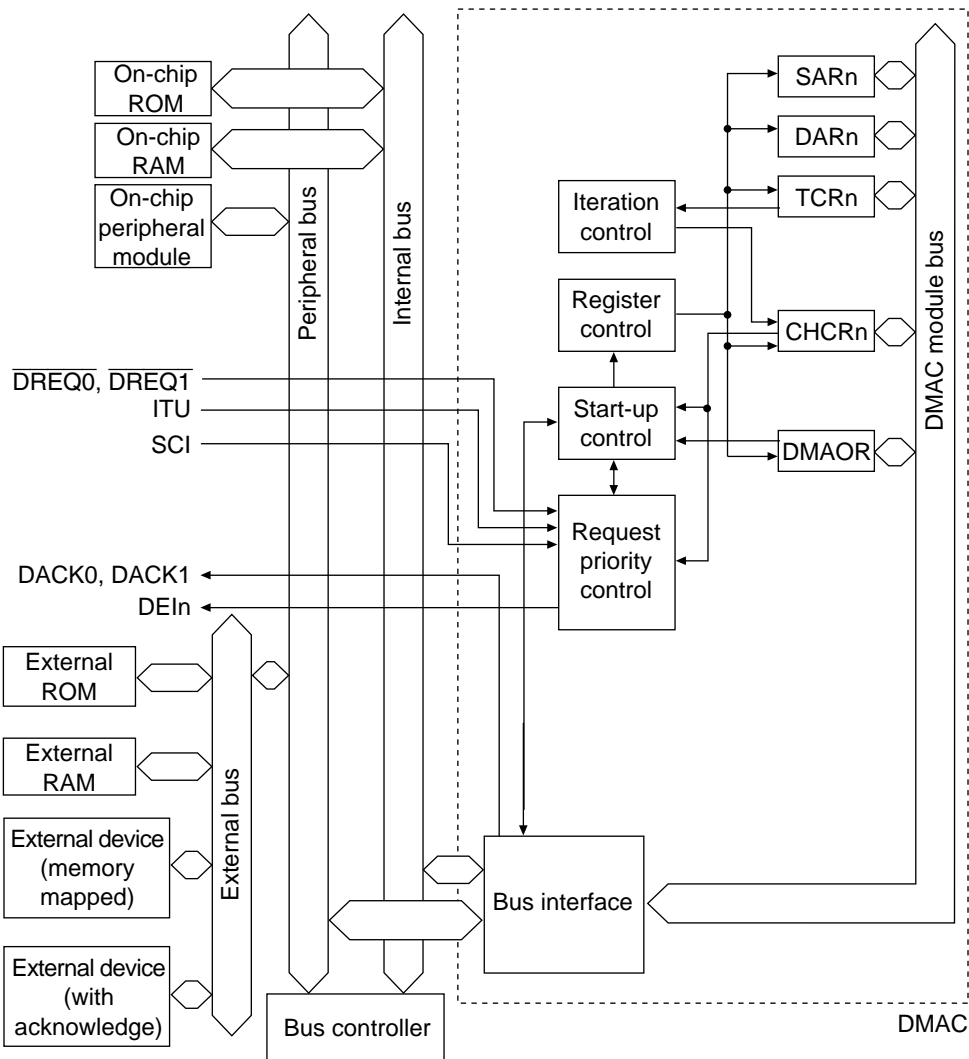 On-chip
ROM
On-chip
RAM
On-chip
peripheral
module
Peripheral bus
Internal bus
SARn
DARn
TCRn
Iteration
control
Register
control
CHCRn
DMAC module bus
DREQ0, DREQ1
ITU
SCI
Start-up
control
DMAOR
Request
priority
control
DACK0, DACK1
DEIn
External
ROM
External
RAM
External bus
External device
(memory
mapped)
Bus interface
External device
(with
acknowledge)
Bus controller
DMAC